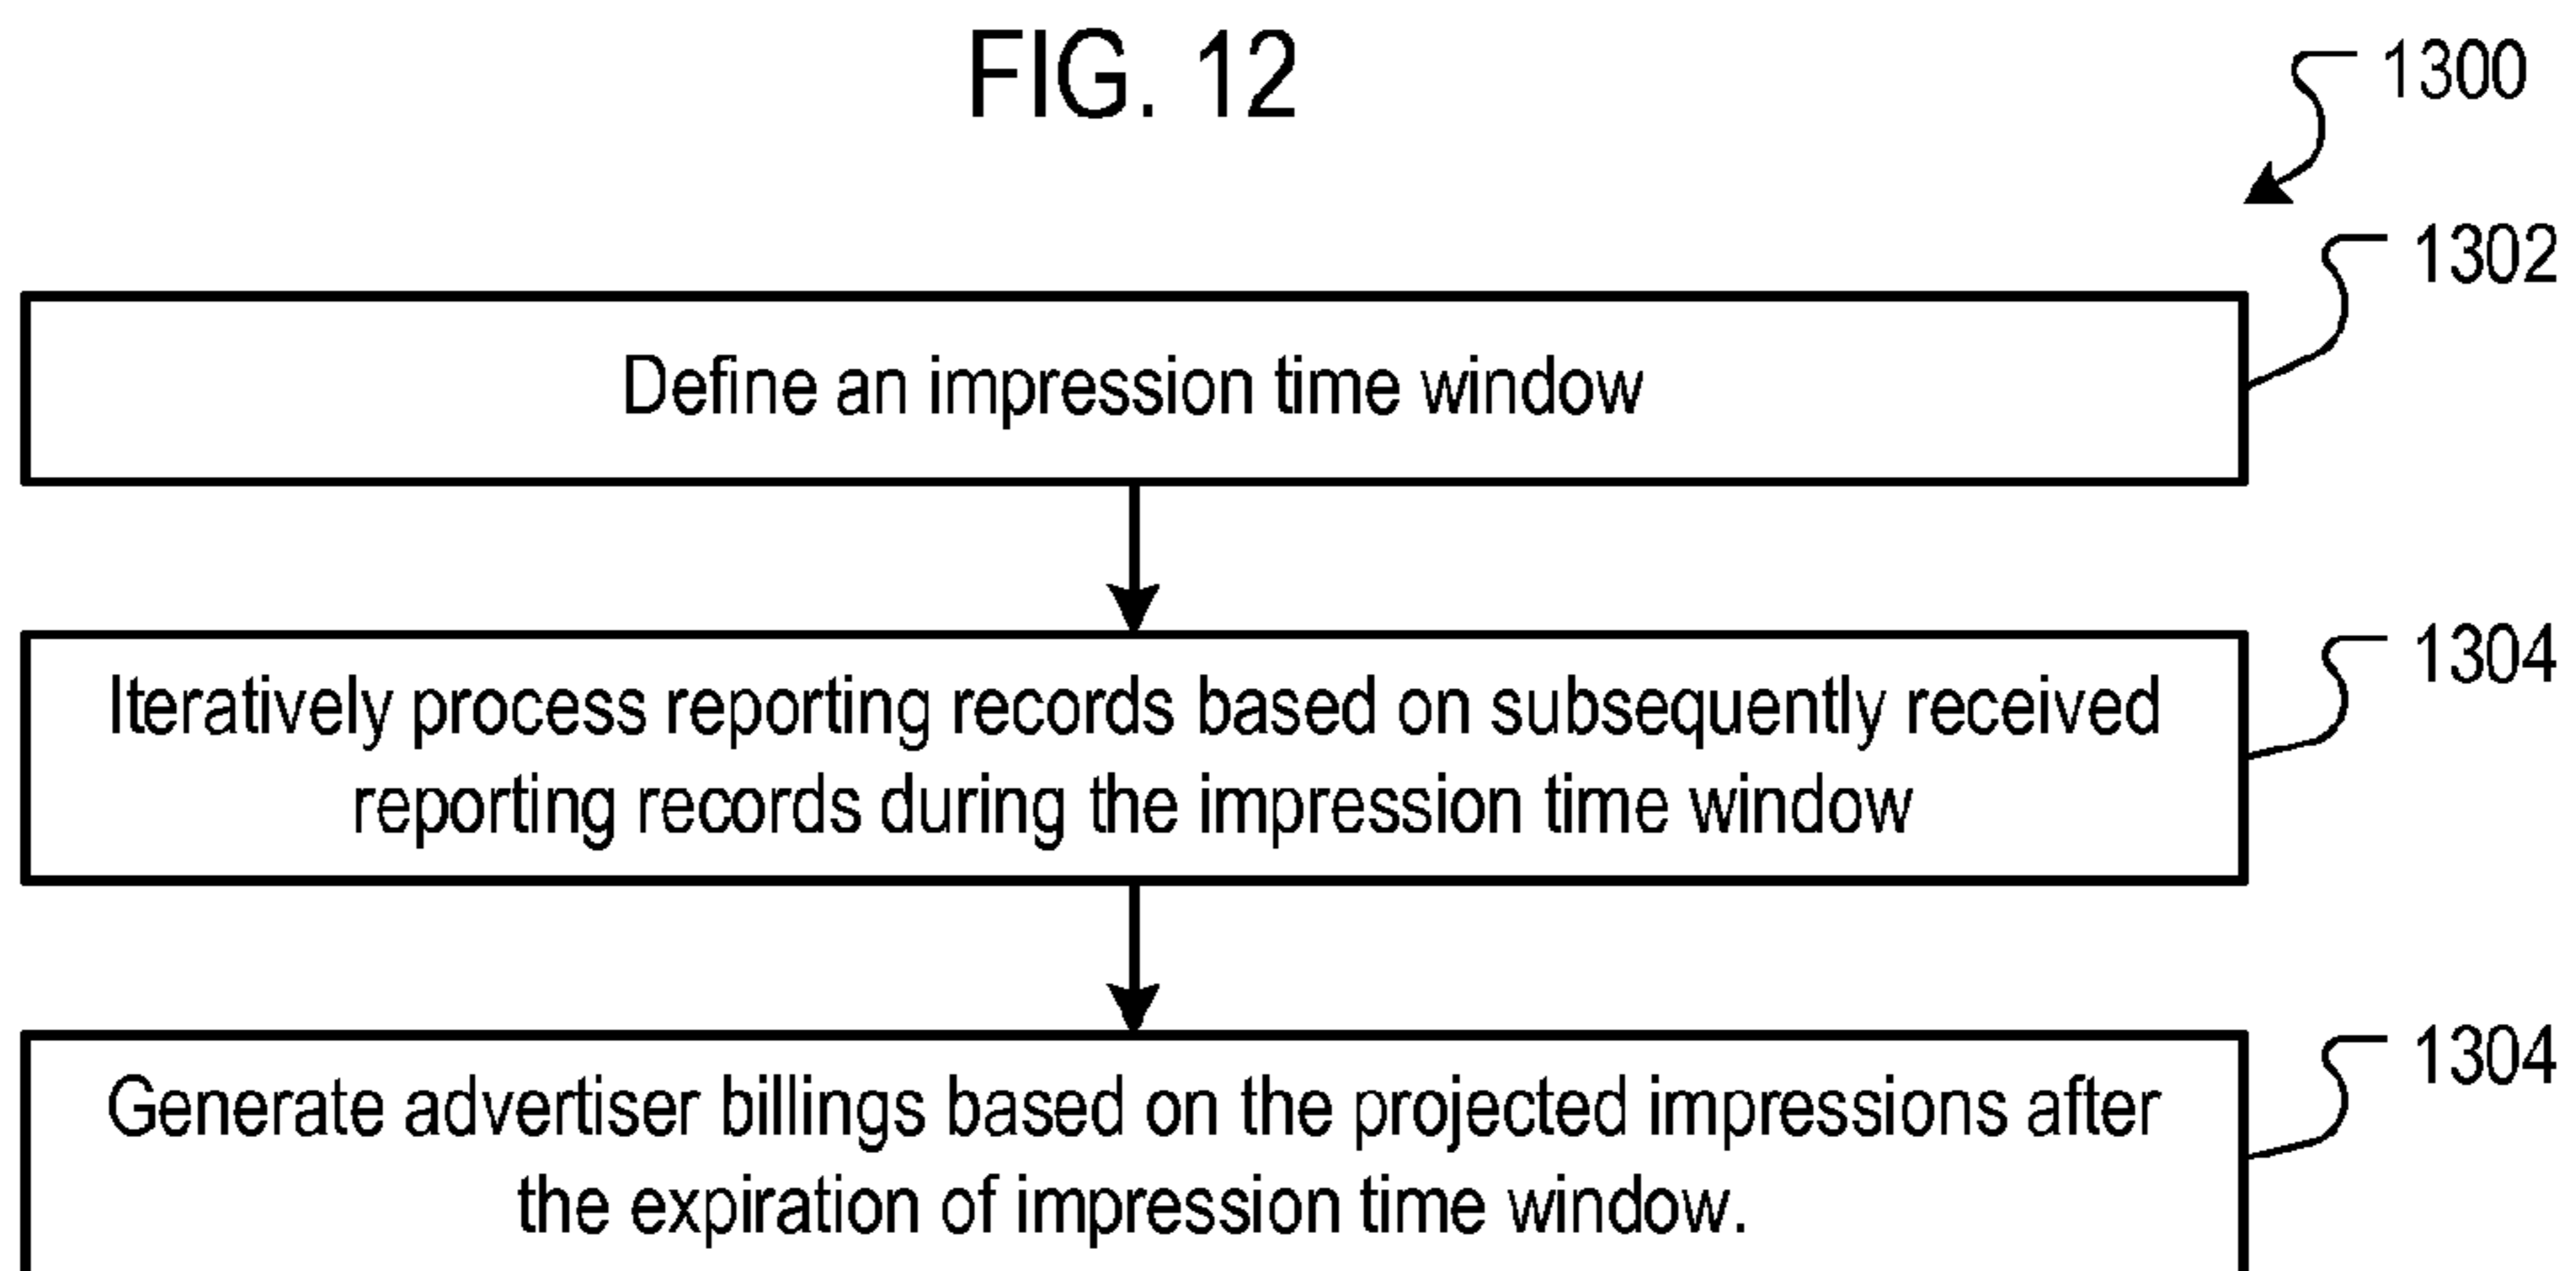 FIG. 12
1300
1302
Define an impression time window
1304
Iteratively process reporting records based on subsequently received
reporting records during the impression time window
1304
Generate advertiser billings based on the projected impressions after
the expiration of impression time window.